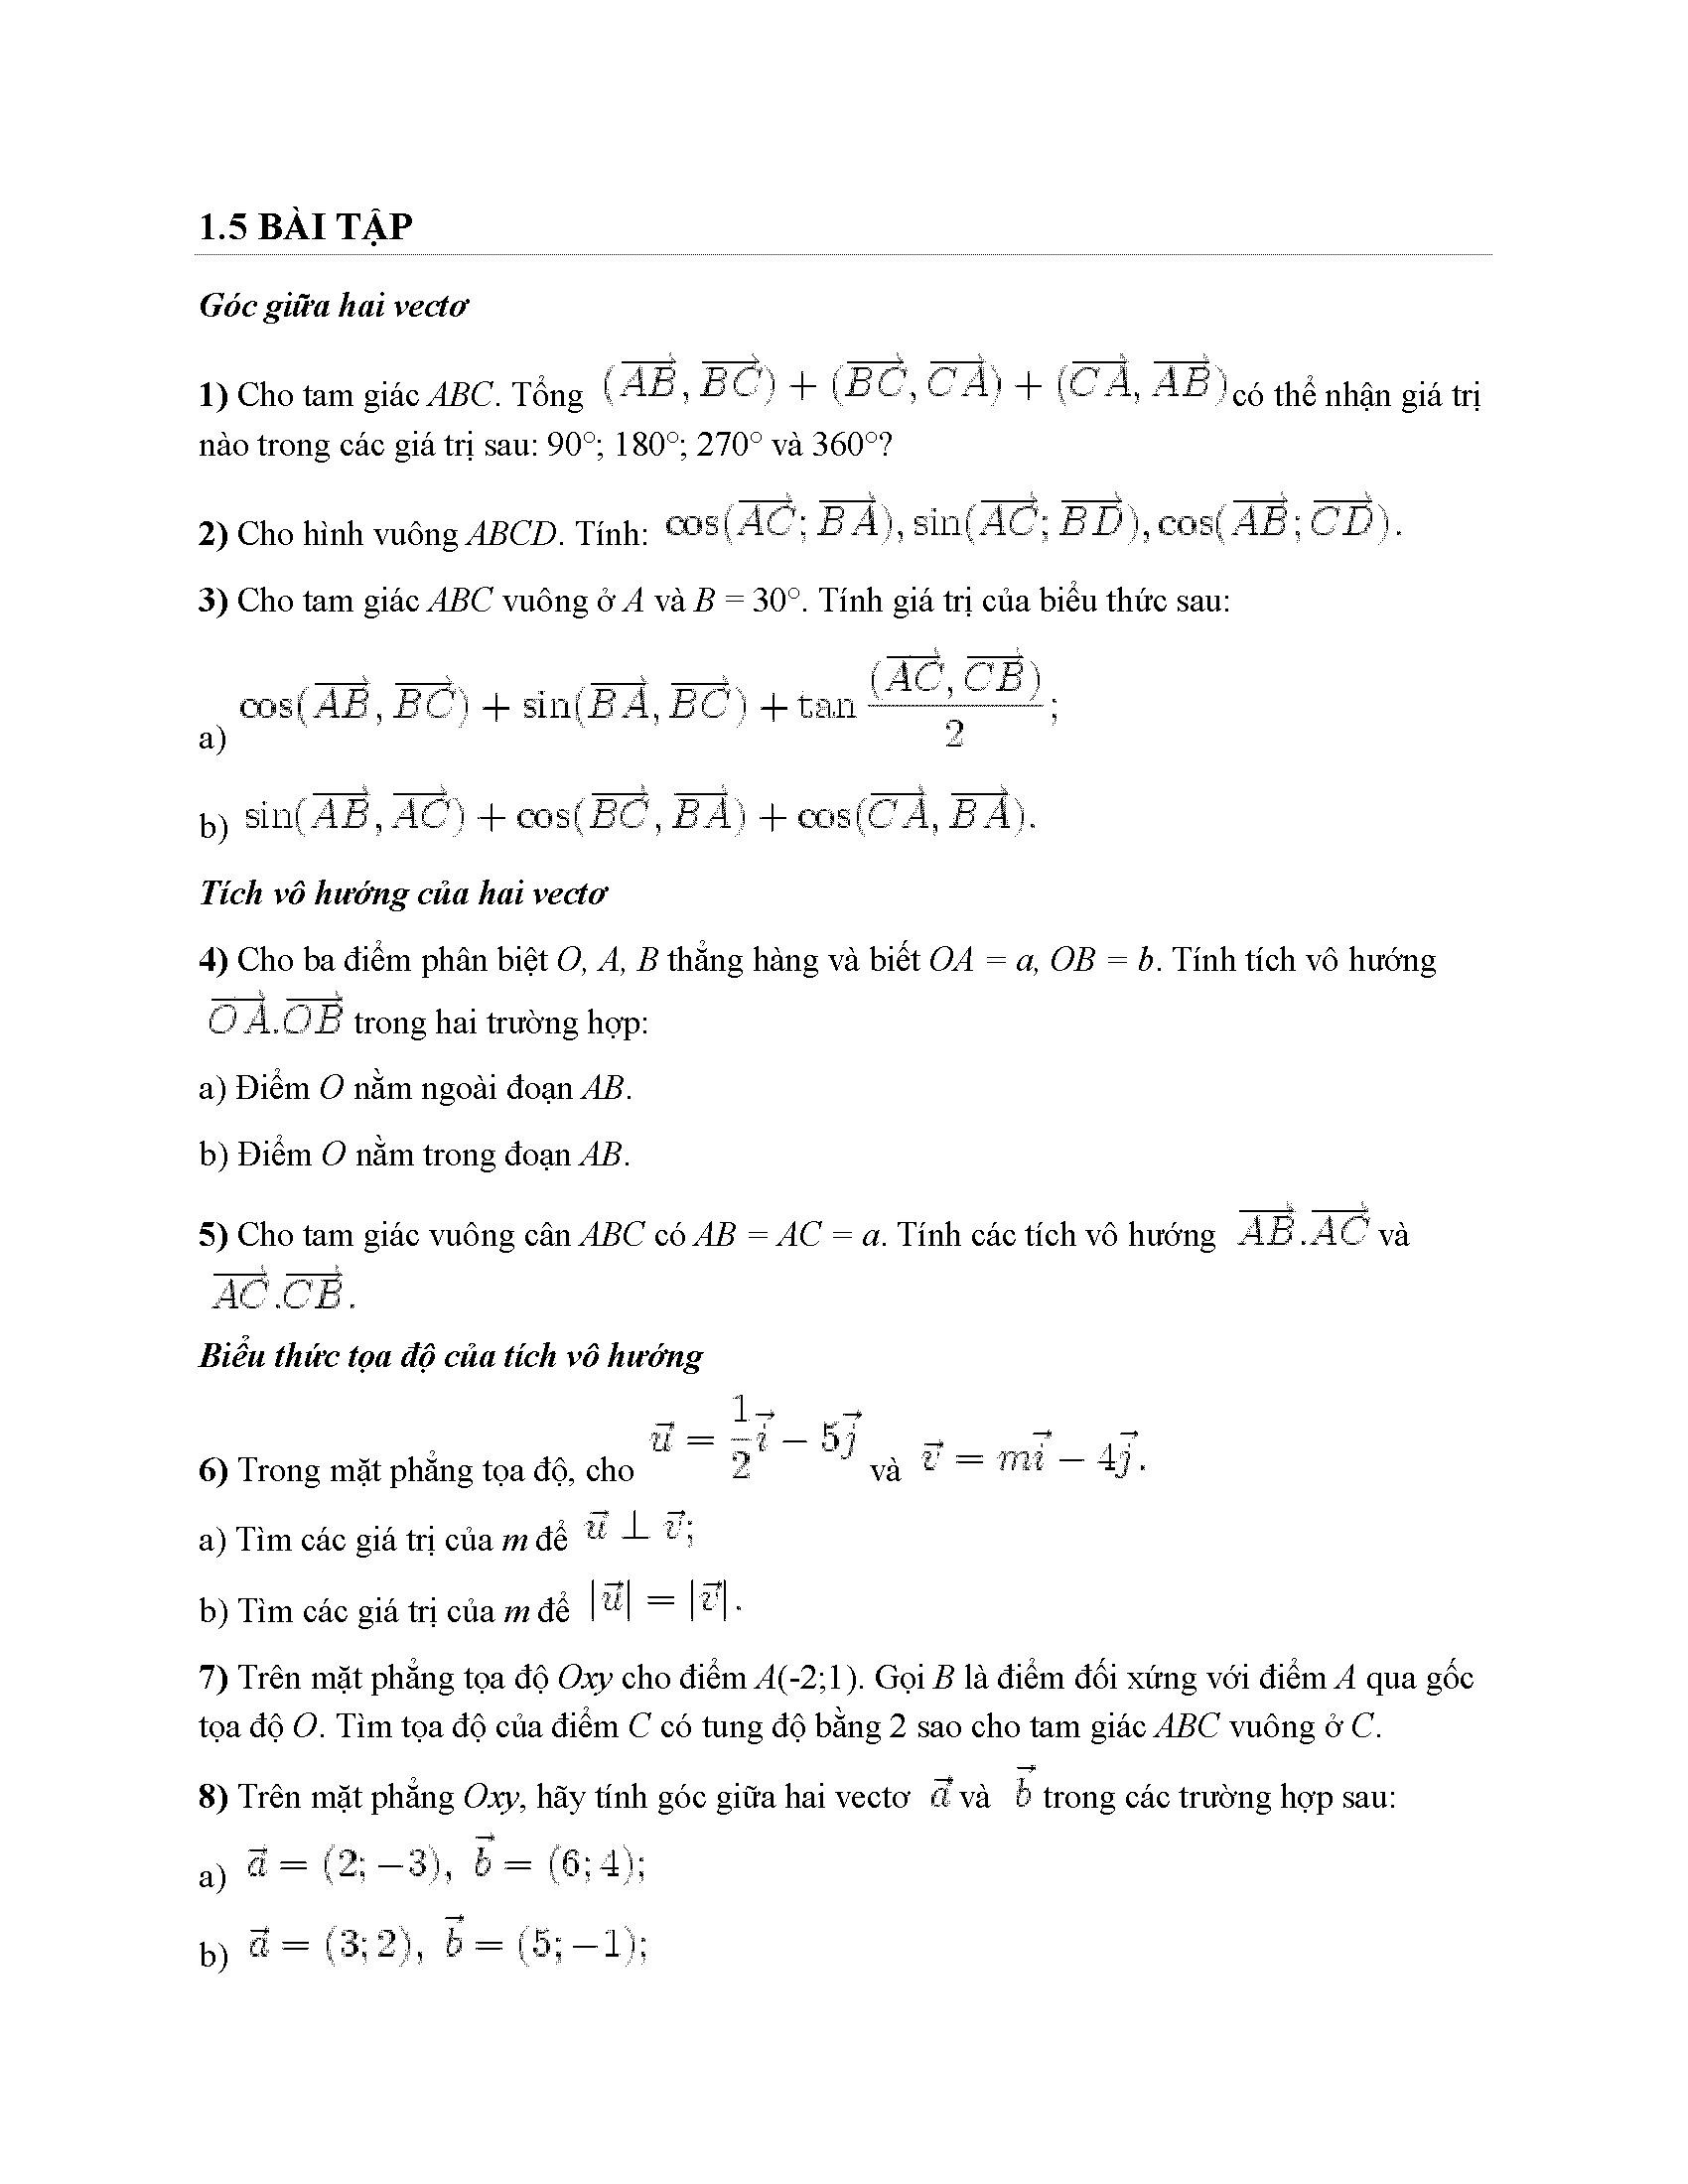 1.5 BÀI TẬP
Góc giữa hai vectơ
1) Cho tam giác ABC. Tổng $(\overrightarrow{AB}, \overrightarrow{BC}) + (\overrightarrow{BC}, \overrightarrow{CA}) + (\overrightarrow{CA}, \overrightarrow{AB})$ có thể nhận giá trị
nào trong các giá trị sau: 90°; 180°; 270° và 360°?
2) Cho hình vuông ABCD. Tính: $\cos(\overrightarrow{AC}; \overrightarrow{BA}), \sin(\overrightarrow{AC}; \overrightarrow{BD}), \cos(\overrightarrow{AB}; \overrightarrow{CD}).$
3) Cho tam giác ABC vuông ở A và B = 30°. Tính giá trị của biểu thức sau:
a) $\cos(\overrightarrow{AB}, \overrightarrow{BC}) + \sin(\overrightarrow{BA}, \overrightarrow{BC}) + \tan\frac{(\overrightarrow{AC}, \overrightarrow{CB})}{2};$
b) $\sin(\overrightarrow{AB}, \overrightarrow{AC}) + \cos(\overrightarrow{BC}, \overrightarrow{BA}) + \cos(\overrightarrow{CA}, \overrightarrow{BA}).$
Tích vô hướng của hai vectơ
4) Cho ba điểm phân biệt O, A, B thẳng hàng và biết OA = a, OB = b. Tính tích vô hướng
$\overrightarrow{OA}.\overrightarrow{OB}$ trong hai trường hợp:
a) Điểm O nằm ngoài đoạn AB.
b) Điểm O nằm trong đoạn AB.
5) Cho tam giác vuông cân ABC có AB = AC = a. Tính các tích vô hướng $\overrightarrow{AB}.\overrightarrow{AC}$ và
$\overrightarrow{AC}.\overrightarrow{CB}.$
Biểu thức tọa độ của tích vô hướng
6) Trong mặt phẳng tọa độ, cho $\vec{u} = \frac{1}{2}\vec{i} - 5\vec{j}$ và $\vec{v} = m\vec{i} - 4\vec{j}.$
a) Tìm các giá trị của m để $\vec{u} \perp \vec{v};$
b) Tìm các giá trị của m để $|\vec{u}| = |\vec{v}|.$
7) Trên mặt phẳng tọa độ Oxy cho điểm A(-2;1). Gọi B là điểm đối xứng với điểm A qua gốc
tọa độ O. Tìm tọa độ của điểm C có tung độ bằng 2 sao cho tam giác ABC vuông ở C.
8) Trên mặt phẳng Oxy, hãy tính góc giữa hai vectơ $\vec{a}$ và $\vec{b}$ trong các trường hợp sau:
a) $\vec{a} = (2; -3),\ \vec{b} = (6; 4);$
b) $\vec{a} = (3; 2),\ \vec{b} = (5; -1);$